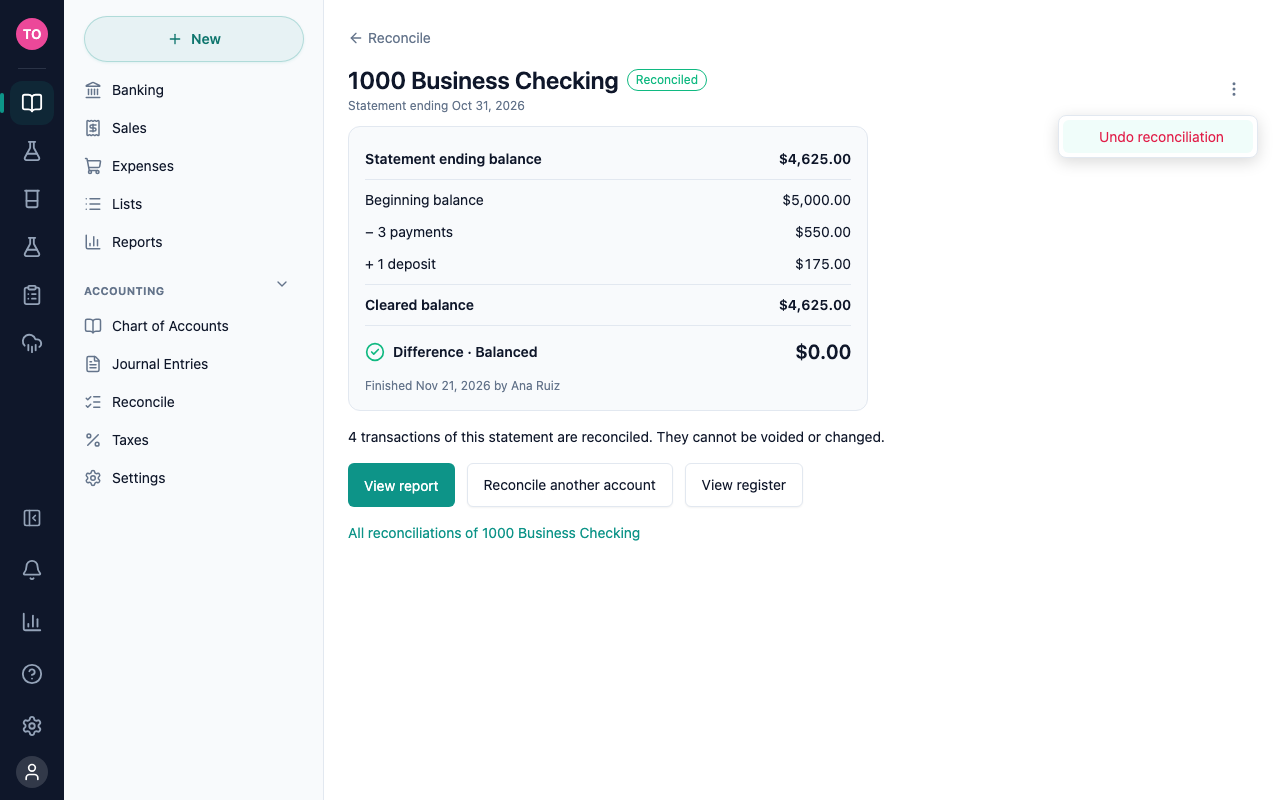 TO
New
Banking
Sales
Expenses
Lists
Reports
ACCOUNTING
Chart of Accounts
Journal Entries
Reconcile
Taxes
Settings
Reconcile
1000 Business Checking Reconciled
Statement ending Oct 31, 2026
Undo reconciliation
Statement ending balance $4,625.00
Beginning balance $5,000.00
− 3 payments $550.00
+ 1 deposit $175.00
Cleared balance $4,625.00
Difference · Balanced $0.00
Finished Nov 21, 2026 by Ana Ruiz
4 transactions of this statement are reconciled. They cannot be voided or changed.
View report Reconcile another account View register
All reconciliations of 1000 Business Checking